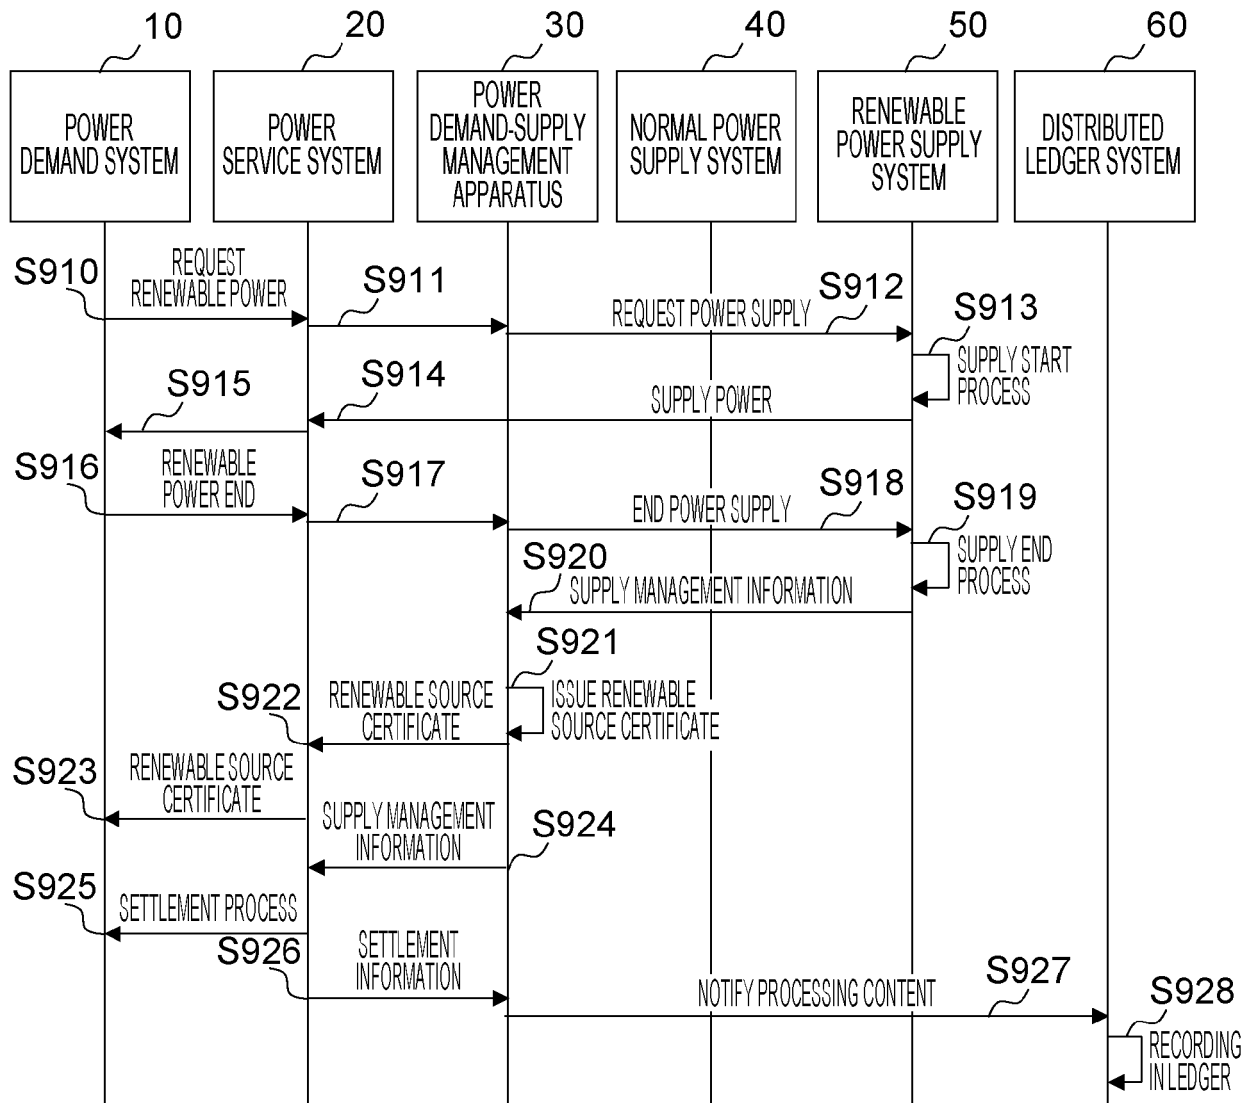 10
20
30
40
50
60
POWER
DEMAND SYSTEM
POWER
SERVICE SYSTEM
POWER
DEMAND-SUPPLY
MANAGEMENT
APPARATUS
NORMAL POWER
SUPPLY SYSTEM
RENEWABLE
POWER SUPPLY
SYSTEM
DISTRIBUTED
LEDGER SYSTEM
S910
REQUEST
RENEWABLE POWER
S911
REQUEST POWER SUPPLY
S912
S913
SUPPLY START
PROCESS
S914
SUPPLY POWER
S915
S916
RENEWABLE
POWER END
S917
END POWER SUPPLY
S918
S919
SUPPLY END
PROCESS
S920
SUPPLY MANAGEMENT INFORMATION
S921
ISSUE RENEWABLE
SOURCE CERTIFICATE
S922
RENEWABLE SOURCE
CERTIFICATE
S923
RENEWABLE SOURCE
CERTIFICATE
SUPPLY MANAGEMENT
INFORMATION
S924
S925
SETTLEMENT PROCESS
S926
SETTLEMENT
INFORMATION
NOTIFY PROCESSING CONTENT
S927
S928
RECORDING
IN LEDGER